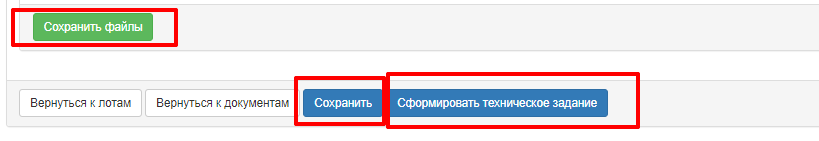 Сохранить файлы
Вернуться к лотам Вернуться к документам Сохранить Сформировать техническое задание